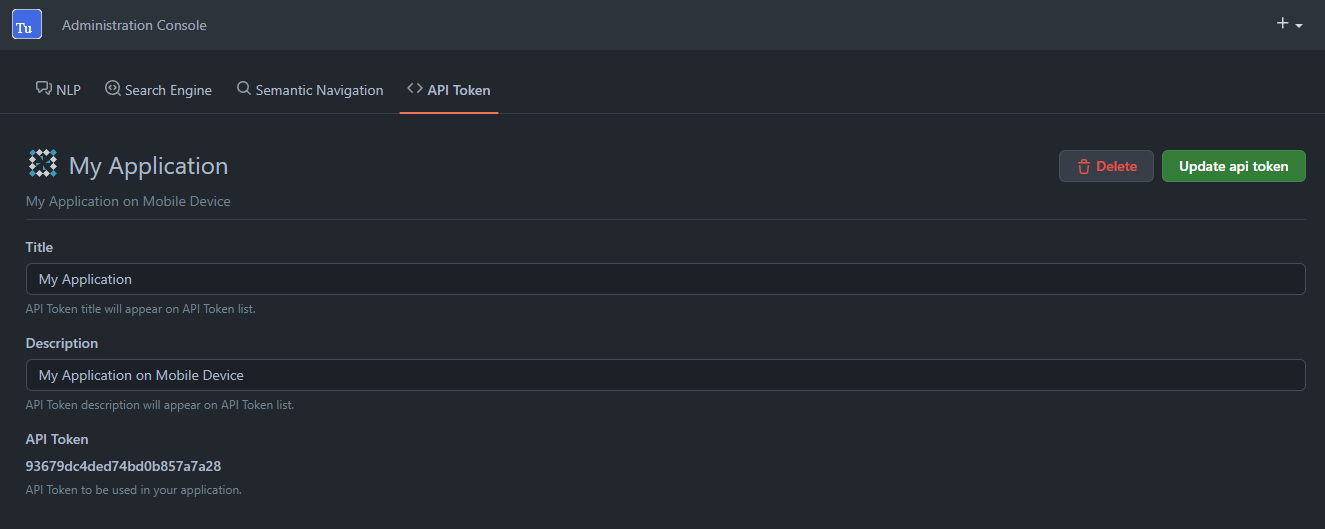 Tu
Administration Console
NLP
Search Engine
Semantic Navigation
API Token
My Application
Delete
Update api token
My Application on Mobile Device
Title
My Application
API Token title will appear on API Token list.
Description
My Application on Mobile Device
API Token description will appear on API Token list.
API Token
93679dc4ded74bd0b857a7a28
API Token to be used in your application.